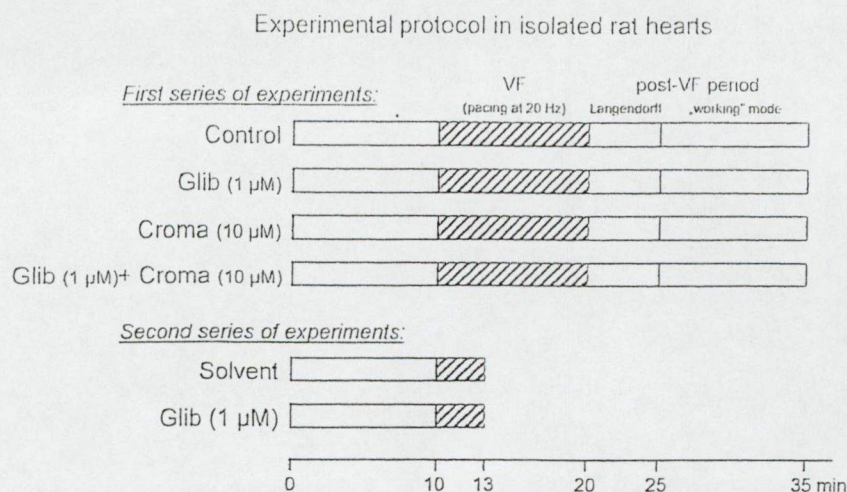 Experimental protocol in isolated rat hearts
VF
post-VF period
First series of experiments:
(pacing at 20 Hz)
Langendorff
„working" mode
Control
Glib (1 µM)
Croma (10 µM)
Glib (1 µM)+ Croma (10 µM)
Second series of experiments:
Solvent
Glib (1 µM)
0 10 13 20 25 35 min